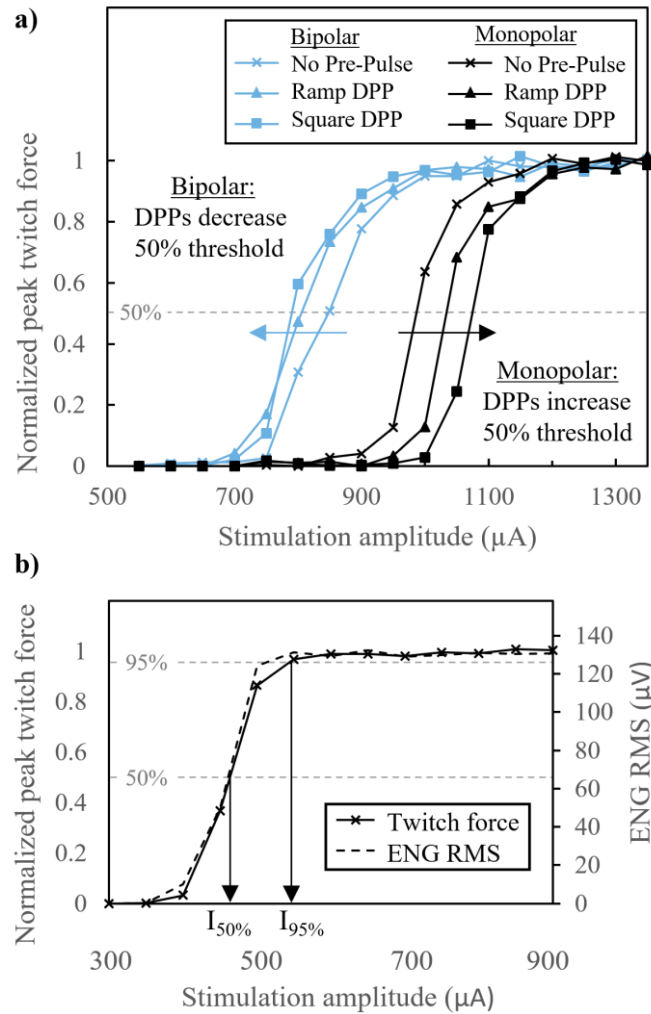 a)
Bipolar
No Pre-Pulse
Ramp DPP
Square DPP
Monopolar
No Pre-Pulse
Ramp DPP
Square DPP
Normalized peak twitch force
1
0.8
0.6
0.4
0.2
0
Bipolar:
DPPs decrease
50% threshold
50%
Monopolar:
DPPs increase
50% threshold
500 700 900 1100 1300
Stimulation amplitude (µA)
b)
Normalized peak twitch force
1
0.8
0.6
0.4
0.2
0
95%
50%
Twitch force
ENG RMS
I50% I95%
140
120
100
80
60
40
20
0
ENG RMS (µV)
300 500 700 900
Stimulation amplitude (µA)